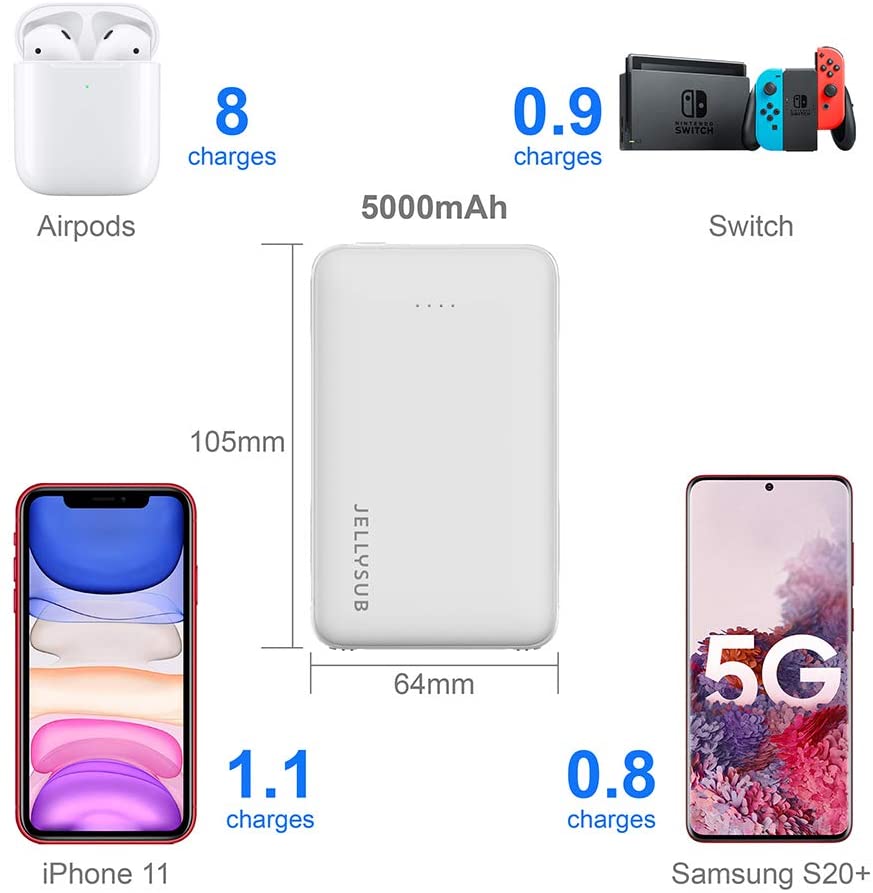 8
charges
Airpods
0.9
charges
NINTENDO
SWITCH
Switch
5000mAh
105mm
JELLYSUB
64mm
1.1
charges
iPhone 11
5G
0.8
charges
Samsung S20+